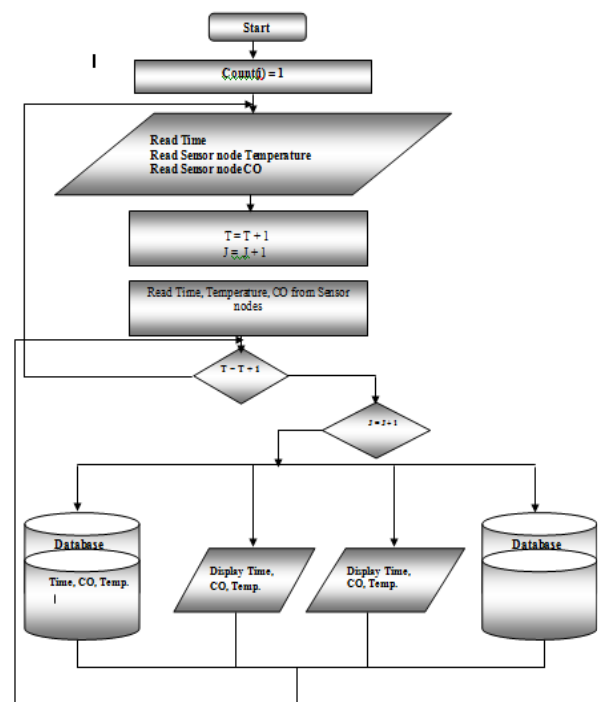 Start
Count(j) = 1
Read Time
Read Sensor node Temperature
Read Sensor node CO
T = T + 1
J = J + 1
Read Time, Temperature, CO from Sensor
nodes
T = T + 1
J = J + 1
Database
Time, CO, Temp.
Display Time,
CO, Temp.
Display Time,
CO, Temp.
Database